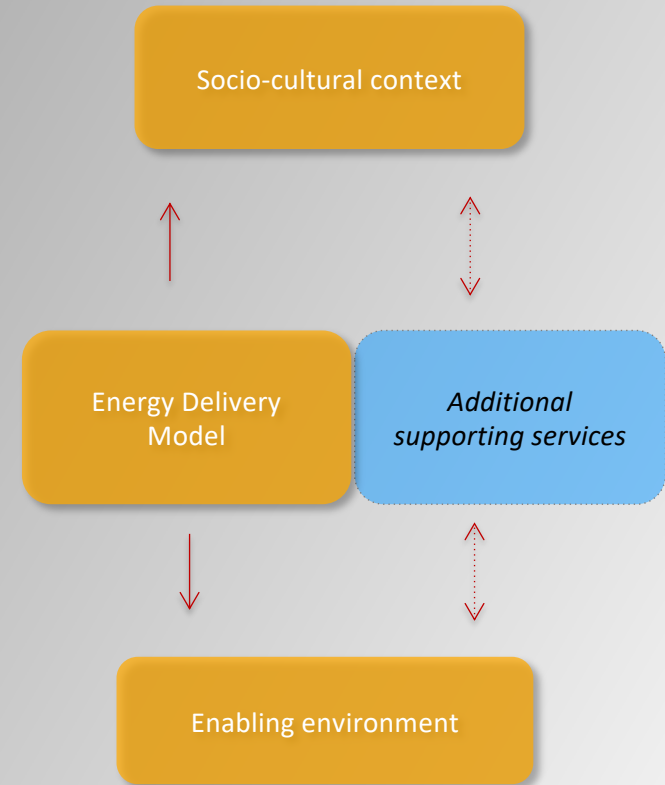 Socio-cultural context
Energy Delivery
Model
Additional
supporting services
Enabling environment